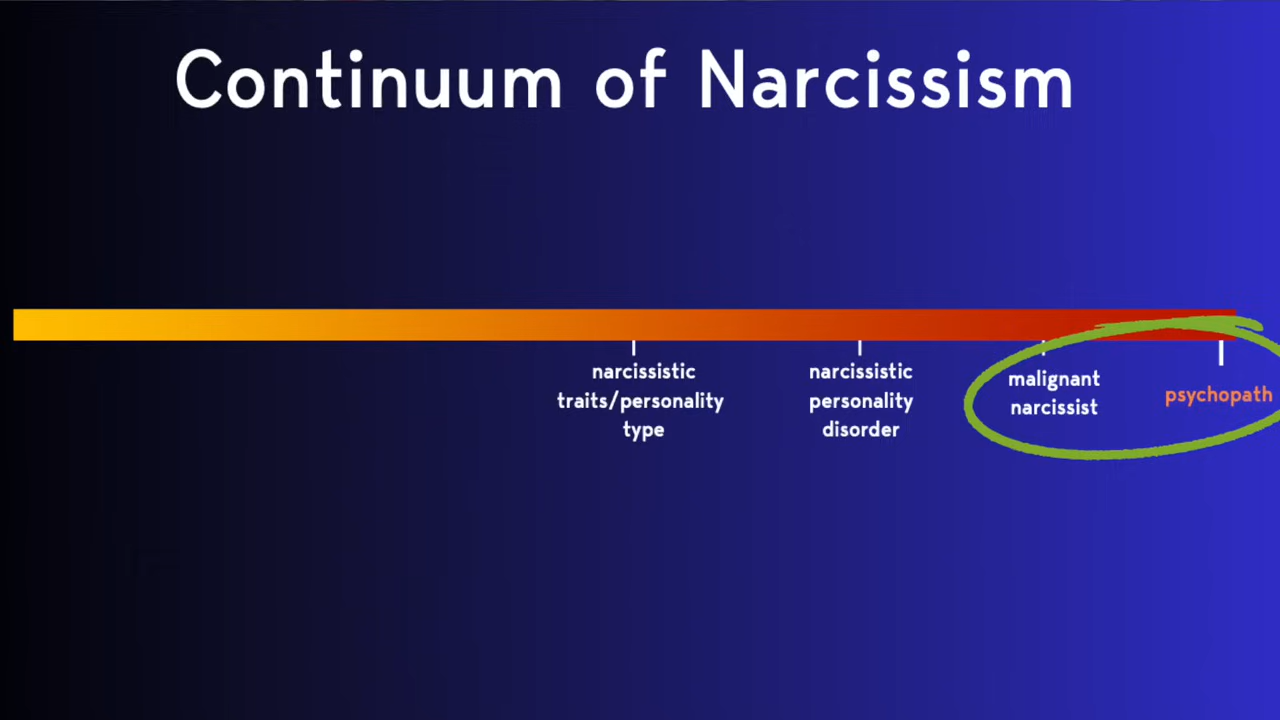 Continuum of Narcissism
narcissistic
traits/personality
type
narcissistic
personality
disorder
malignant
narcissist
psychopath